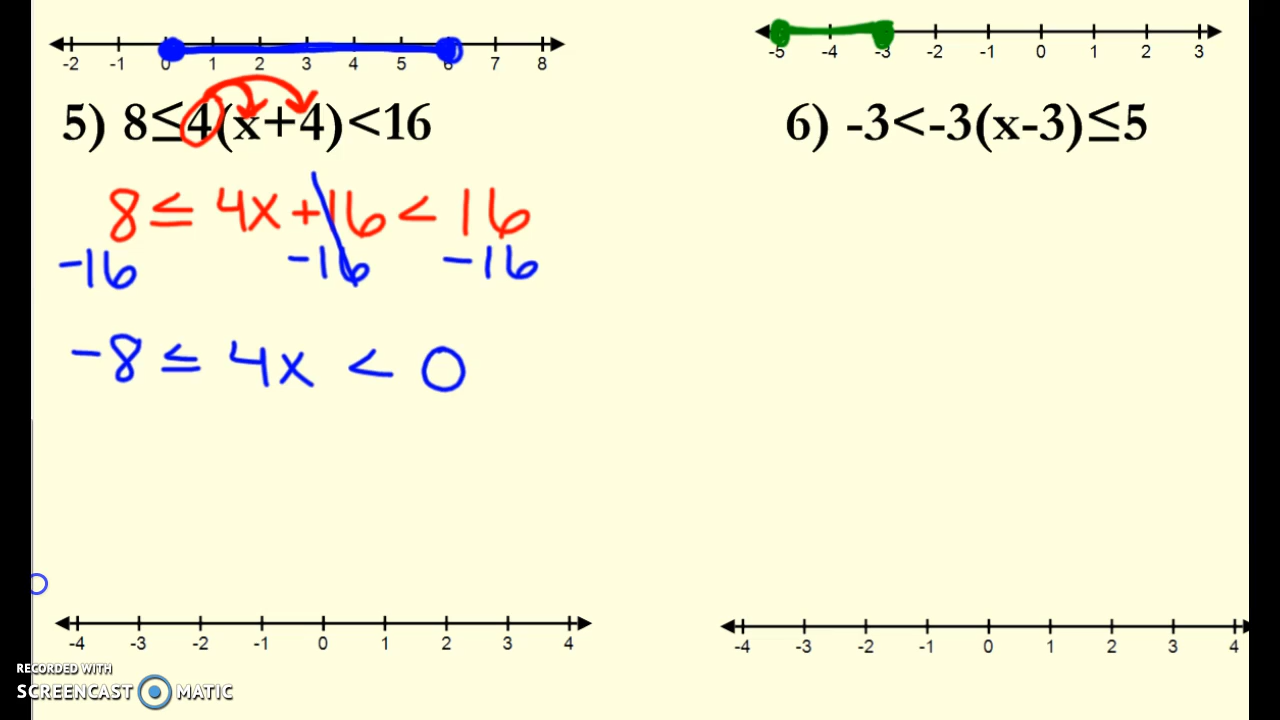 -2 -1 0 1 2 3 4 5 6 7 8
-5 -4 -3 -2 -1 0 1 2 3
5) 8≤4(x+4)<16
8 ≤ 4x +16 < 16
-16 -16 -16
-8 ≤ 4x < 0
6) -3<-3(x-3)≤5
-4 -3 -2 -1 0 1 2 3 4
-4 -3 -2 -1 0 1 2 3 4
RECORDED WITH
SCREENCAST MATIC